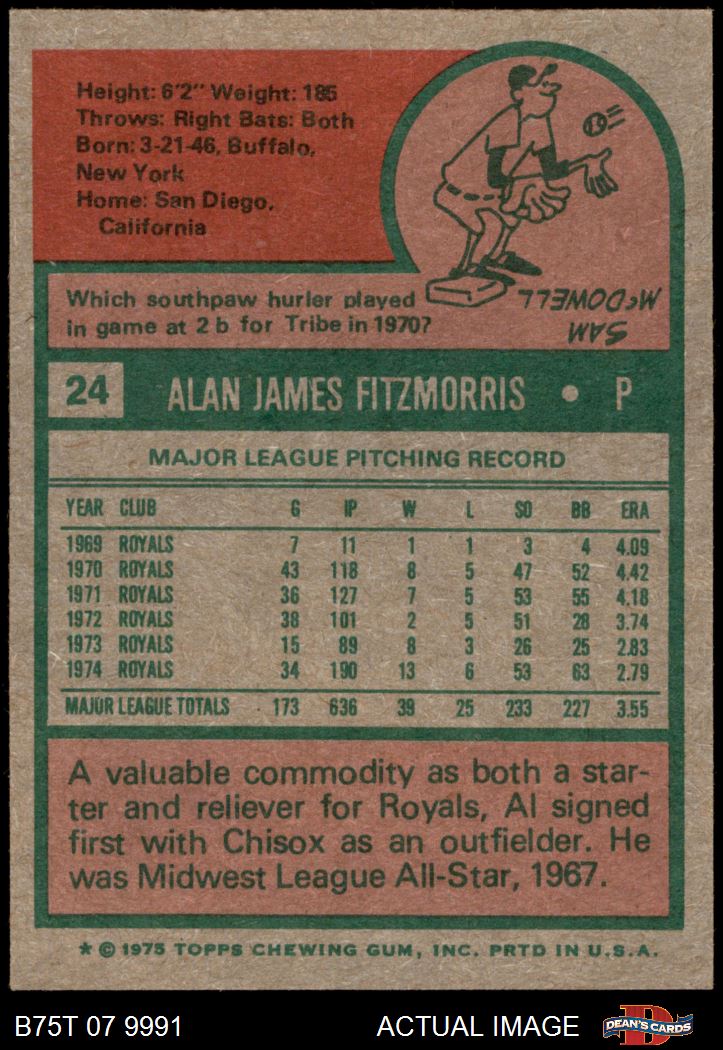 Height: 6'2" Weight: 185
Throws: Right Bats: Both
Born: 3-21-46, Buffalo,
New York
Home: San Diego,
California
Which southpaw hurler played
in game at 2 b for Tribe in 1970?
SAM
McDOWELL
24 ALAN JAMES FITZMORRIS • P
MAJOR LEAGUE PITCHING RECORD
YEAR CLUB G IP W L SO BB ERA
1969 ROYALS 7 11 1 1 3 4 4.09
1970 ROYALS 43 118 8 5 47 52 4.42
1971 ROYALS 36 127 7 5 53 55 4.18
1972 ROYALS 38 101 2 5 51 28 3.74
1973 ROYALS 15 89 8 3 26 25 2.83
1974 ROYALS 34 190 13 6 53 63 2.79
MAJOR LEAGUE TOTALS 173 636 39 25 233 227 3.55
A valuable commodity as both a star-
ter and reliever for Royals, Al signed
first with Chisox as an outfielder. He
was Midwest League All-Star, 1967.
* © 1975 TOPPS CHEWING GUM, INC. PRTD IN U.S.A.
B75T 07 9991 ACTUAL IMAGE D DEAN'S CARDS